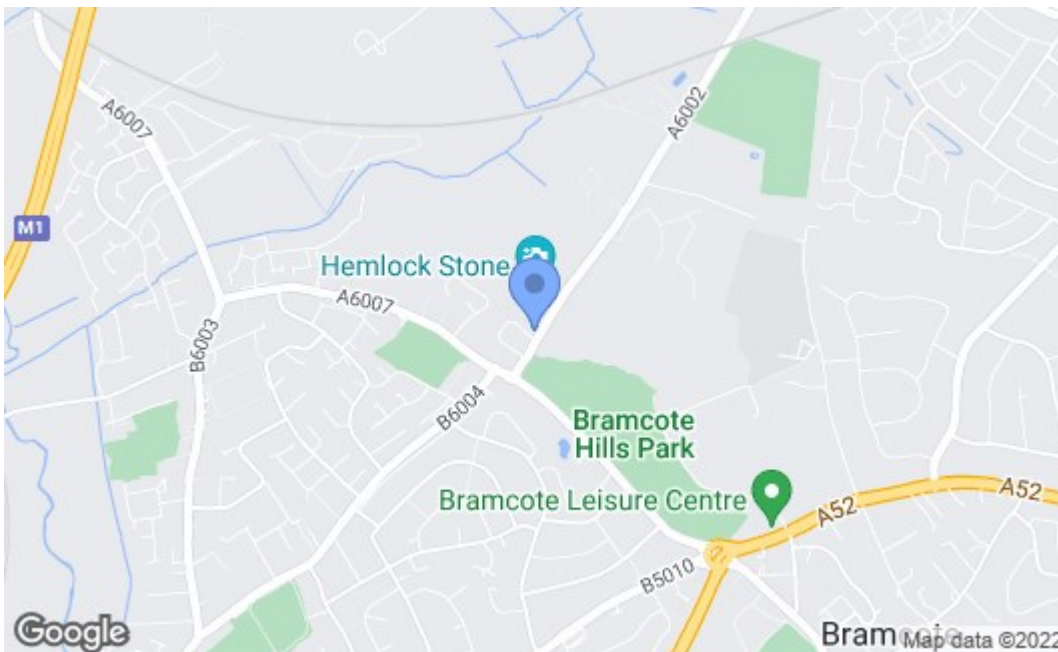 A6007
A6002
M1
Hemlock Stone
A6007
B6003
B6004
Bramcote
Hills Park
Bramcote Leisure Centre
A52
A52
B5010
Google
Bramcote
Map data ©2022